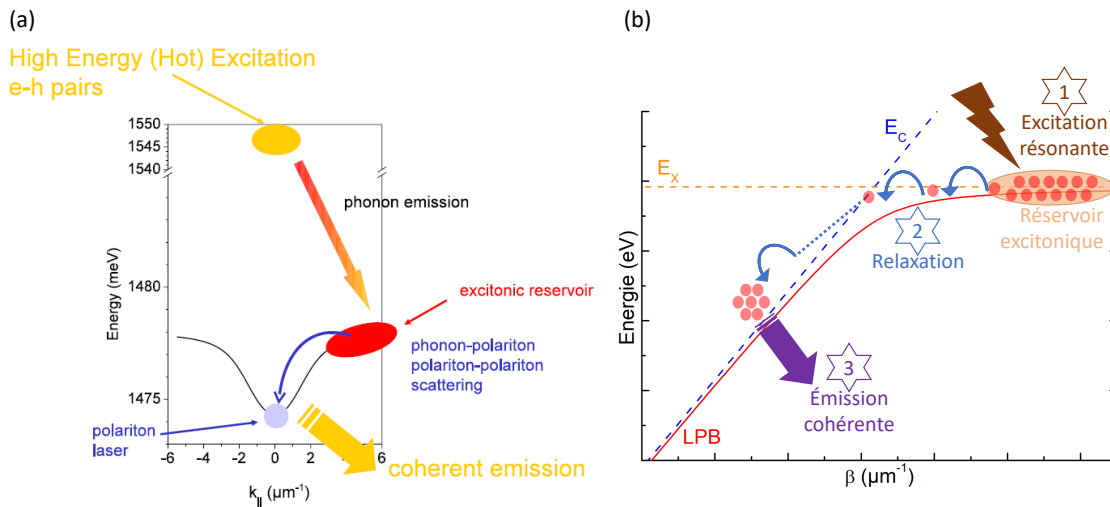 (a)
High Energy (Hot) Excitation
e-h pairs
1550
1545
1540
phonon emission
1480
excitonic reservoir
Energy (meV)
phonon-polariton
polariton-polariton
scattering
1475
polariton
laser
coherent emission
-6 -4 -2 0 2 4 6
k|| (µm-1)
(b)
1
Excitation
résonante
EC
EX
Réservoir
excitonique
2
Relaxation
Energie (eV)
3
Émission
cohérente
LPB
β (µm-1)